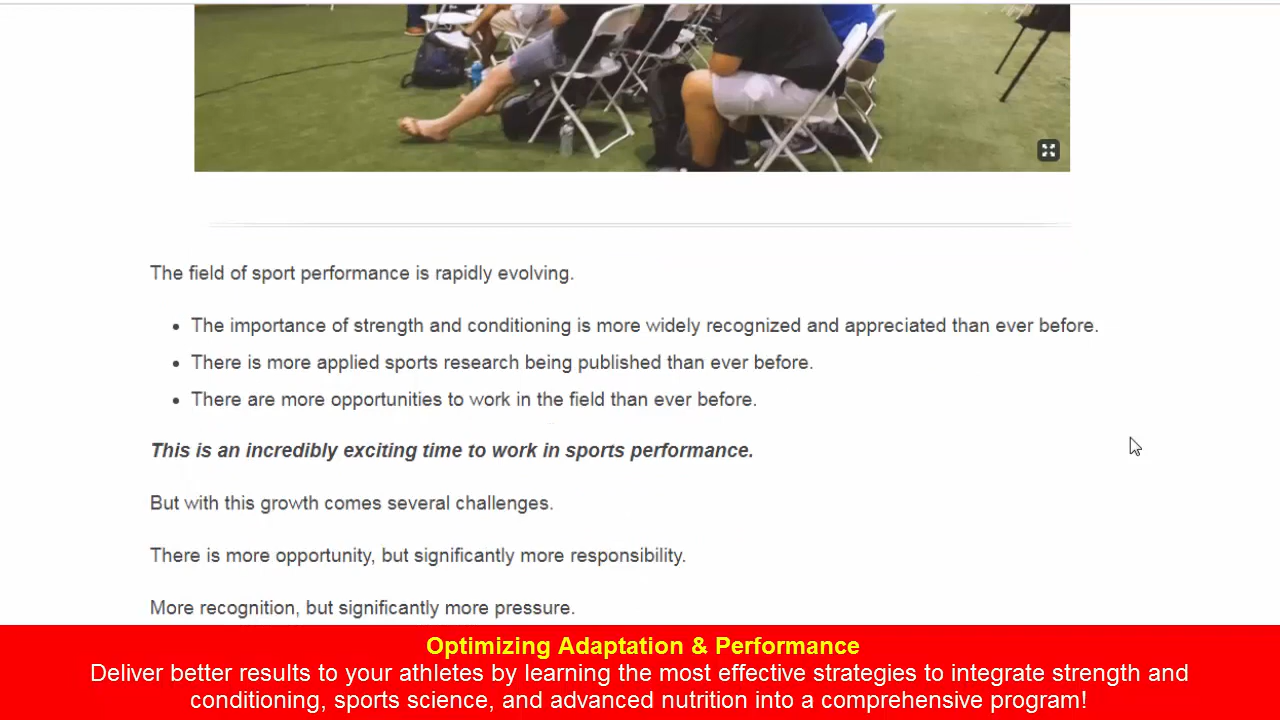 The field of sport performance is rapidly evolving.
The importance of strength and conditioning is more widely recognized and appreciated than ever before.
There is more applied sports research being published than ever before.
There are more opportunities to work in the field than ever before.
This is an incredibly exciting time to work in sports performance.
But with this growth comes several challenges.
There is more opportunity, but significantly more responsibility.
More recognition, but significantly more pressure.
Optimizing Adaptation & Performance
Deliver better results to your athletes by learning the most effective strategies to integrate strength and
conditioning, sports science, and advanced nutrition into a comprehensive program!